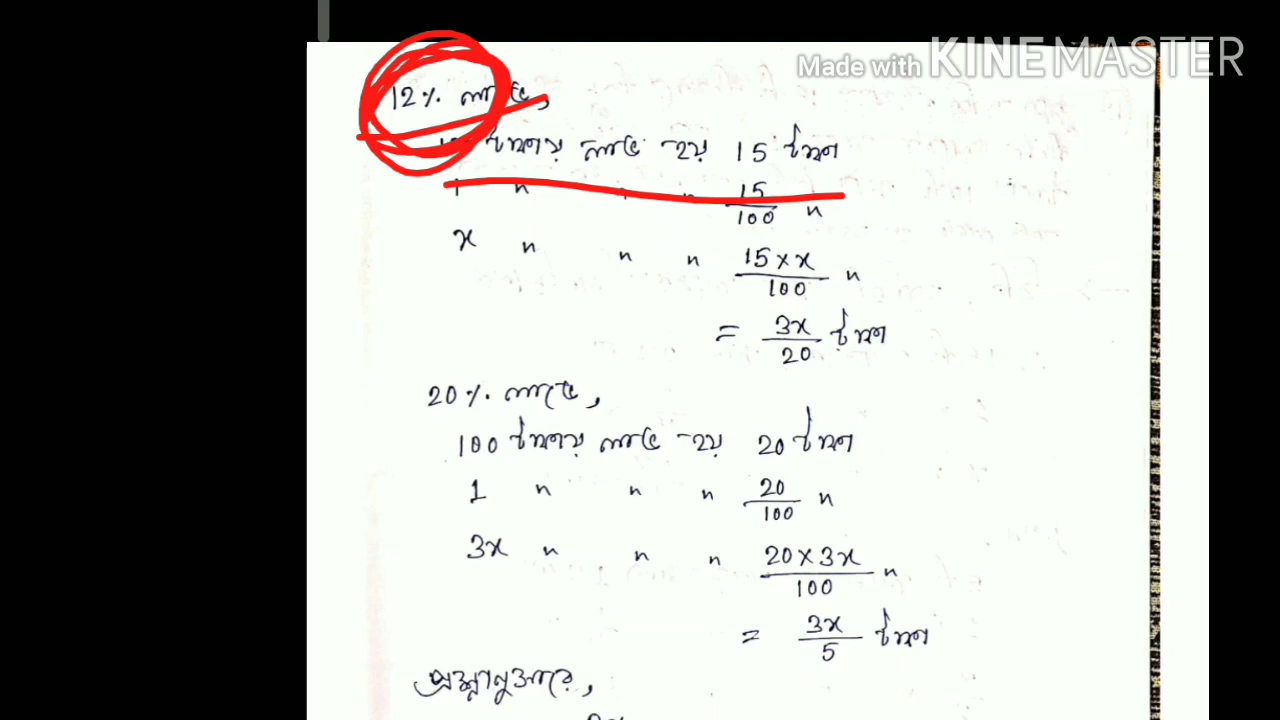 Made with KINEMASTER
12% লাভে,
100 টাকায় লাভ হয় 15 টাকা
1 " " " 15/100 "
x " " " 15 × x/100 "
= 3x/20 টাকা
20% লাভে,
100 টাকায় লাভ হয় 20 টাকা
1 " " " 20/100 "
3x " " " 20 × 3x/100 "
= 3x/5 টাকা
প্রশ্নানুসারে,